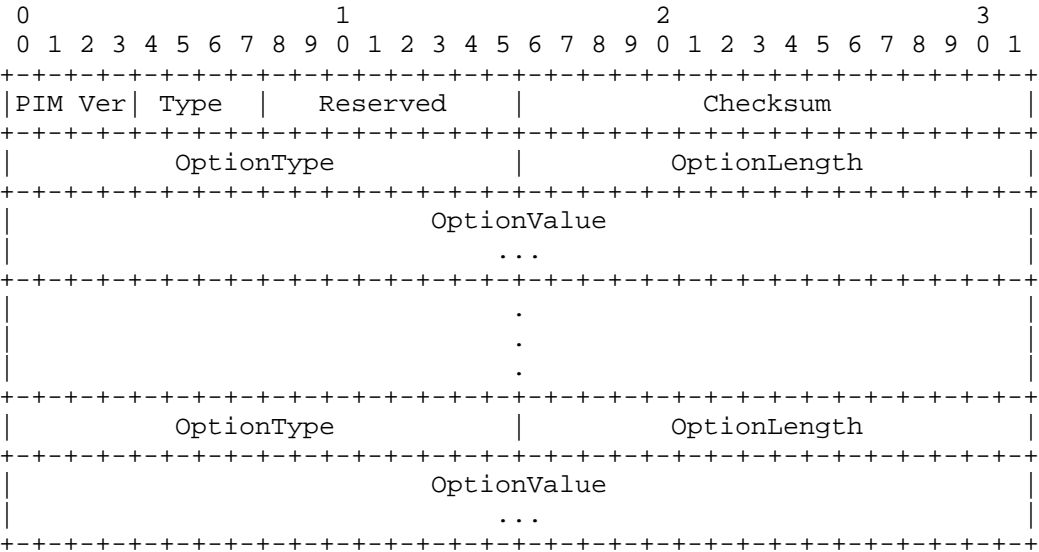 0                   1                   2                   3
 0 1 2 3 4 5 6 7 8 9 0 1 2 3 4 5 6 7 8 9 0 1 2 3 4 5 6 7 8 9 0 1
+-+-+-+-+-+-+-+-+-+-+-+-+-+-+-+-+-+-+-+-+-+-+-+-+-+-+-+-+-+-+-+-+
|PIM Ver| Type  |   Reserved    |           Checksum            |
+-+-+-+-+-+-+-+-+-+-+-+-+-+-+-+-+-+-+-+-+-+-+-+-+-+-+-+-+-+-+-+-+
|          OptionType           |         OptionLength          |
+-+-+-+-+-+-+-+-+-+-+-+-+-+-+-+-+-+-+-+-+-+-+-+-+-+-+-+-+-+-+-+-+
|                          OptionValue                          |
|                              ...                              |
+-+-+-+-+-+-+-+-+-+-+-+-+-+-+-+-+-+-+-+-+-+-+-+-+-+-+-+-+-+-+-+-+
|                               .                               |
|                               .                               |
|                               .                               |
+-+-+-+-+-+-+-+-+-+-+-+-+-+-+-+-+-+-+-+-+-+-+-+-+-+-+-+-+-+-+-+-+
|          OptionType           |         OptionLength          |
+-+-+-+-+-+-+-+-+-+-+-+-+-+-+-+-+-+-+-+-+-+-+-+-+-+-+-+-+-+-+-+-+
|                          OptionValue                          |
|                              ...                              |
+-+-+-+-+-+-+-+-+-+-+-+-+-+-+-+-+-+-+-+-+-+-+-+-+-+-+-+-+-+-+-+-+